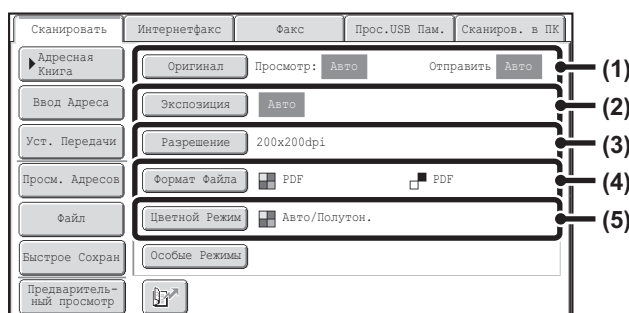 Сканировать Интернетфакс Факс Прос.USB Пам. Сканиров. в ПК
Адресная Книга
Оригинал Просмотр: Авто Отправить Авто (1)
Ввод Адреса
Экспозиция Авто (2)
Уст. Передачи
Разрешение 200x200dpi (3)
Просм. Адресов
Формат Файла PDF PDF (4)
Файл
Цветной Режим Авто/Полутон. (5)
Быстрое Сохран
Особые Режимы
Предваритель-
ный просмотр